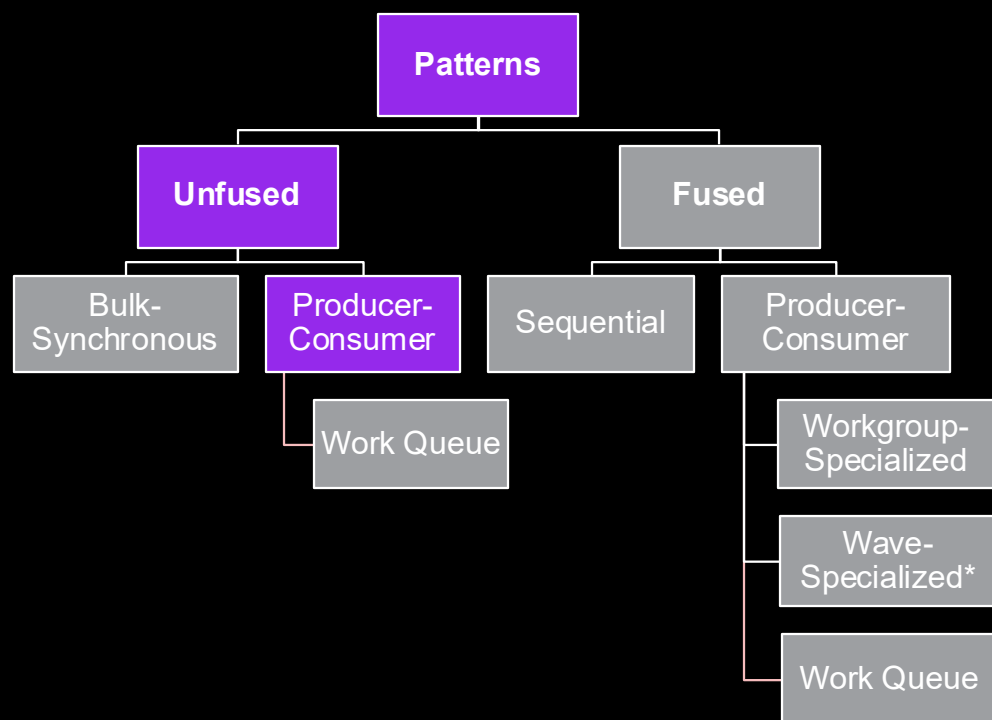 Patterns
Unfused
Fused
Bulk-
Synchronous
Producer-
Consumer
Sequential
Producer-
Consumer
Work Queue
Workgroup-
Specialized
Wave-
Specialized*
Work Queue